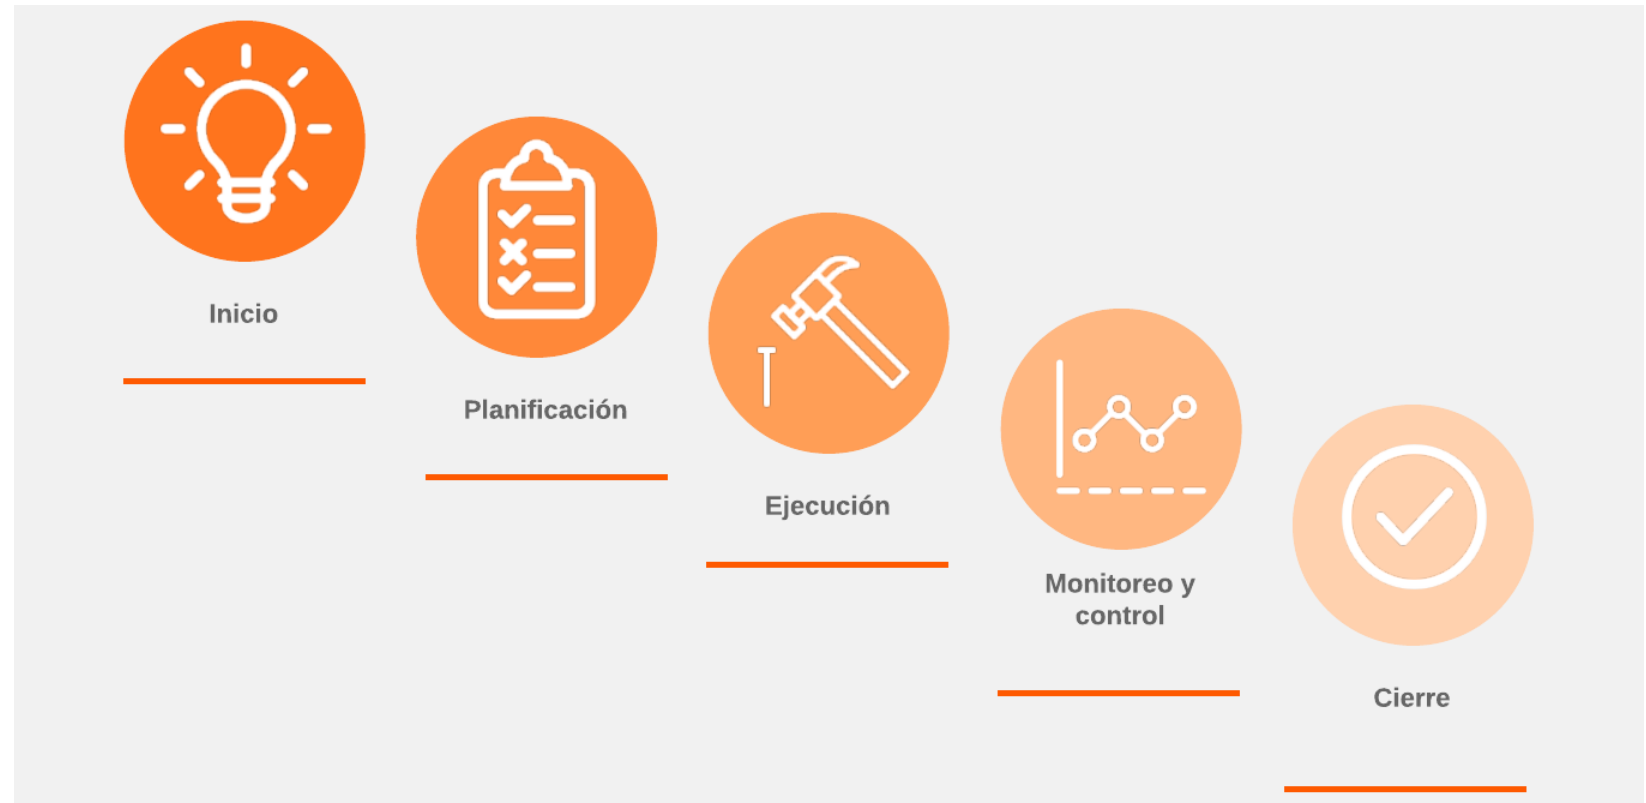 Inicio
Planificación
Ejecución
Monitoreo y
control
Cierre